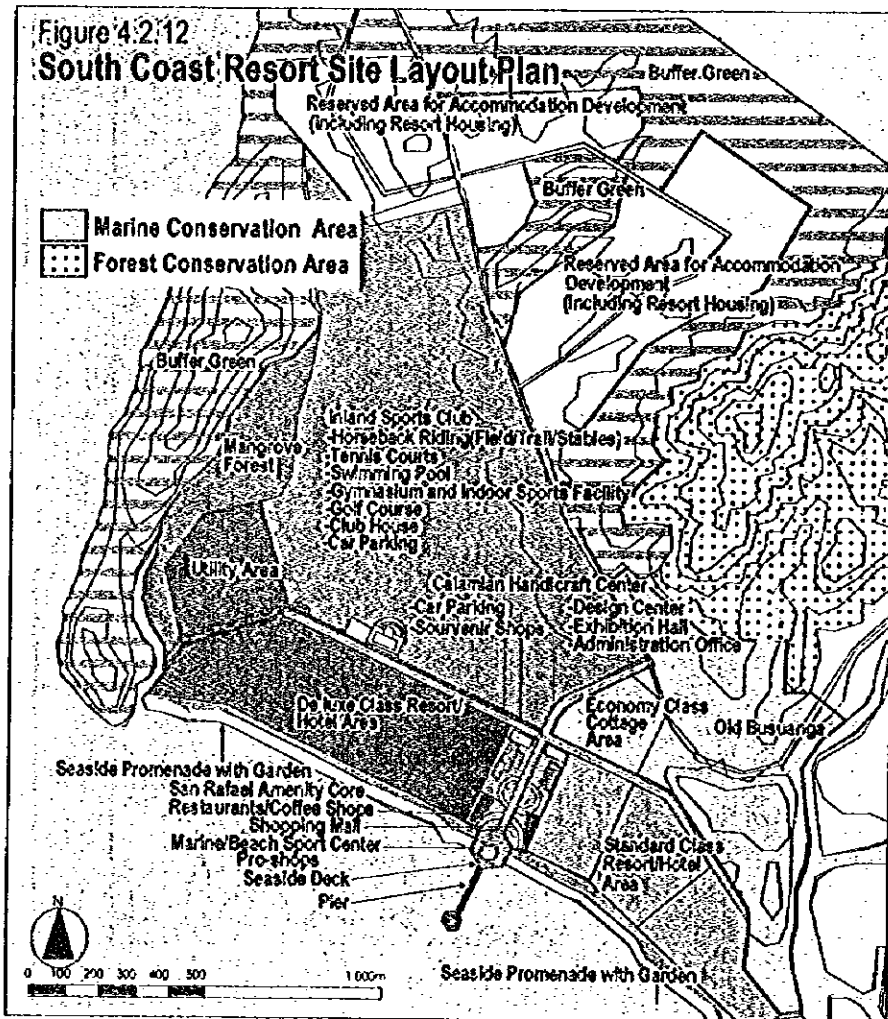 Figure 4.2.12
South Coast Resort Site Layout Plan
Buffer Green
Reserved Area for Accommodation Development
(Including Resort Housing)
Buffer Green
Marine Conservation Area
Forest Conservation Area
Reserved Area for Accommodation
Development
(Including Resort Housing)
Buffer Green
Mangrove
Forest
Inland Sports Club
-Horseback Riding(Field/Trail/Stables)
-Tennis Courts
-Swimming Pool
-Gymnasium and Indoor Sports Facility
-Golf Course
-Club House
-Car Parking
Utility Area
Calamian Handicraft Center
-Car Parking
-Sourvenir Shops
-Design Center
-Exhibition Hall
-Administration Office
De luxe Class Resort/
Hotel Area
Economy Class
Cottage
Area
Old Busuanga
Seaside Promenade with Garden
San Rafael Amenity Core
Restaurants/Coffee Shops
Shopping Mall
Marine/Beach Sport Center
Pro-shops
Seaside Deck
Pier
Standard Class
Resort/Hotel
Area
N
0 100 200 300 400 500 1000m
Seaside Promenade with Garden